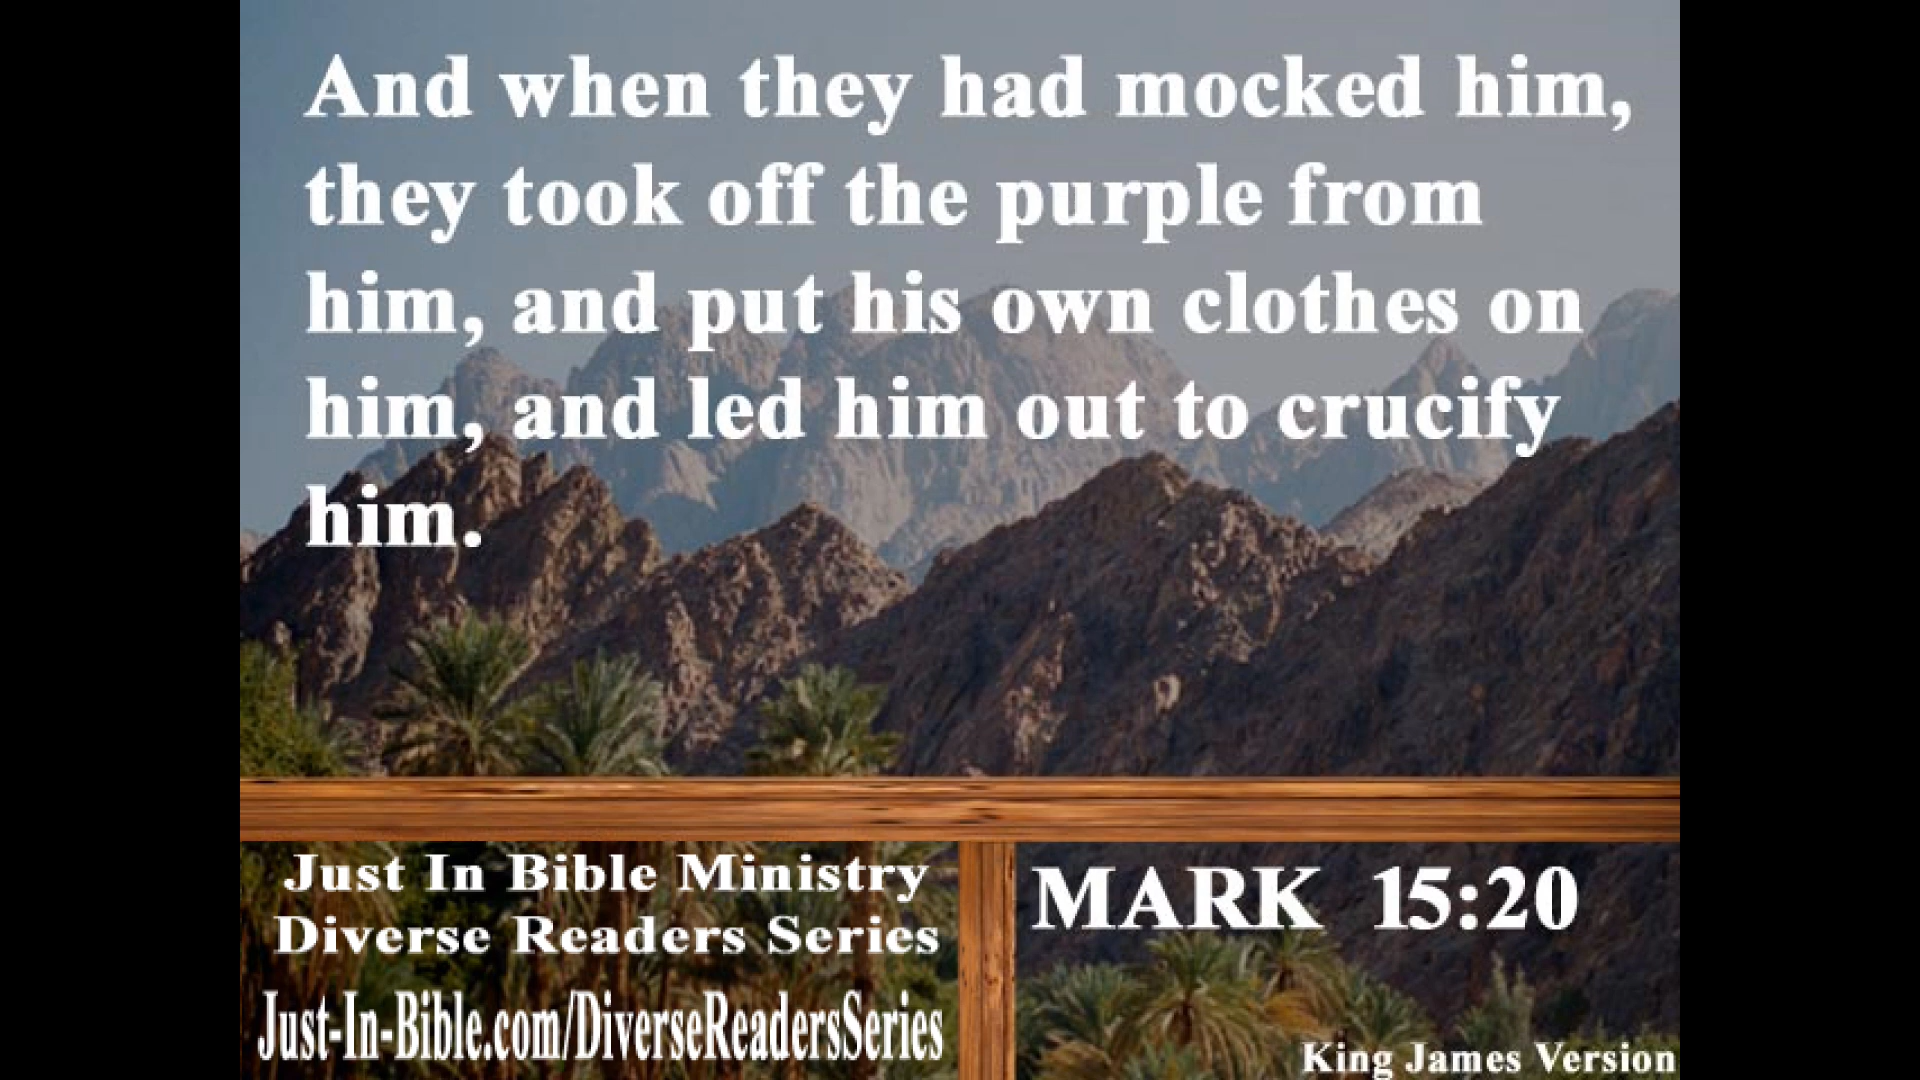 And when they had mocked him,
they took off the purple from
him, and put his own clothes on
him, and led him out to crucify
him.
Just In Bible Ministry
Diverse Readers Series
Just-In-Bible.com/DiverseReadersSeries
MARK 15:20
King James Version